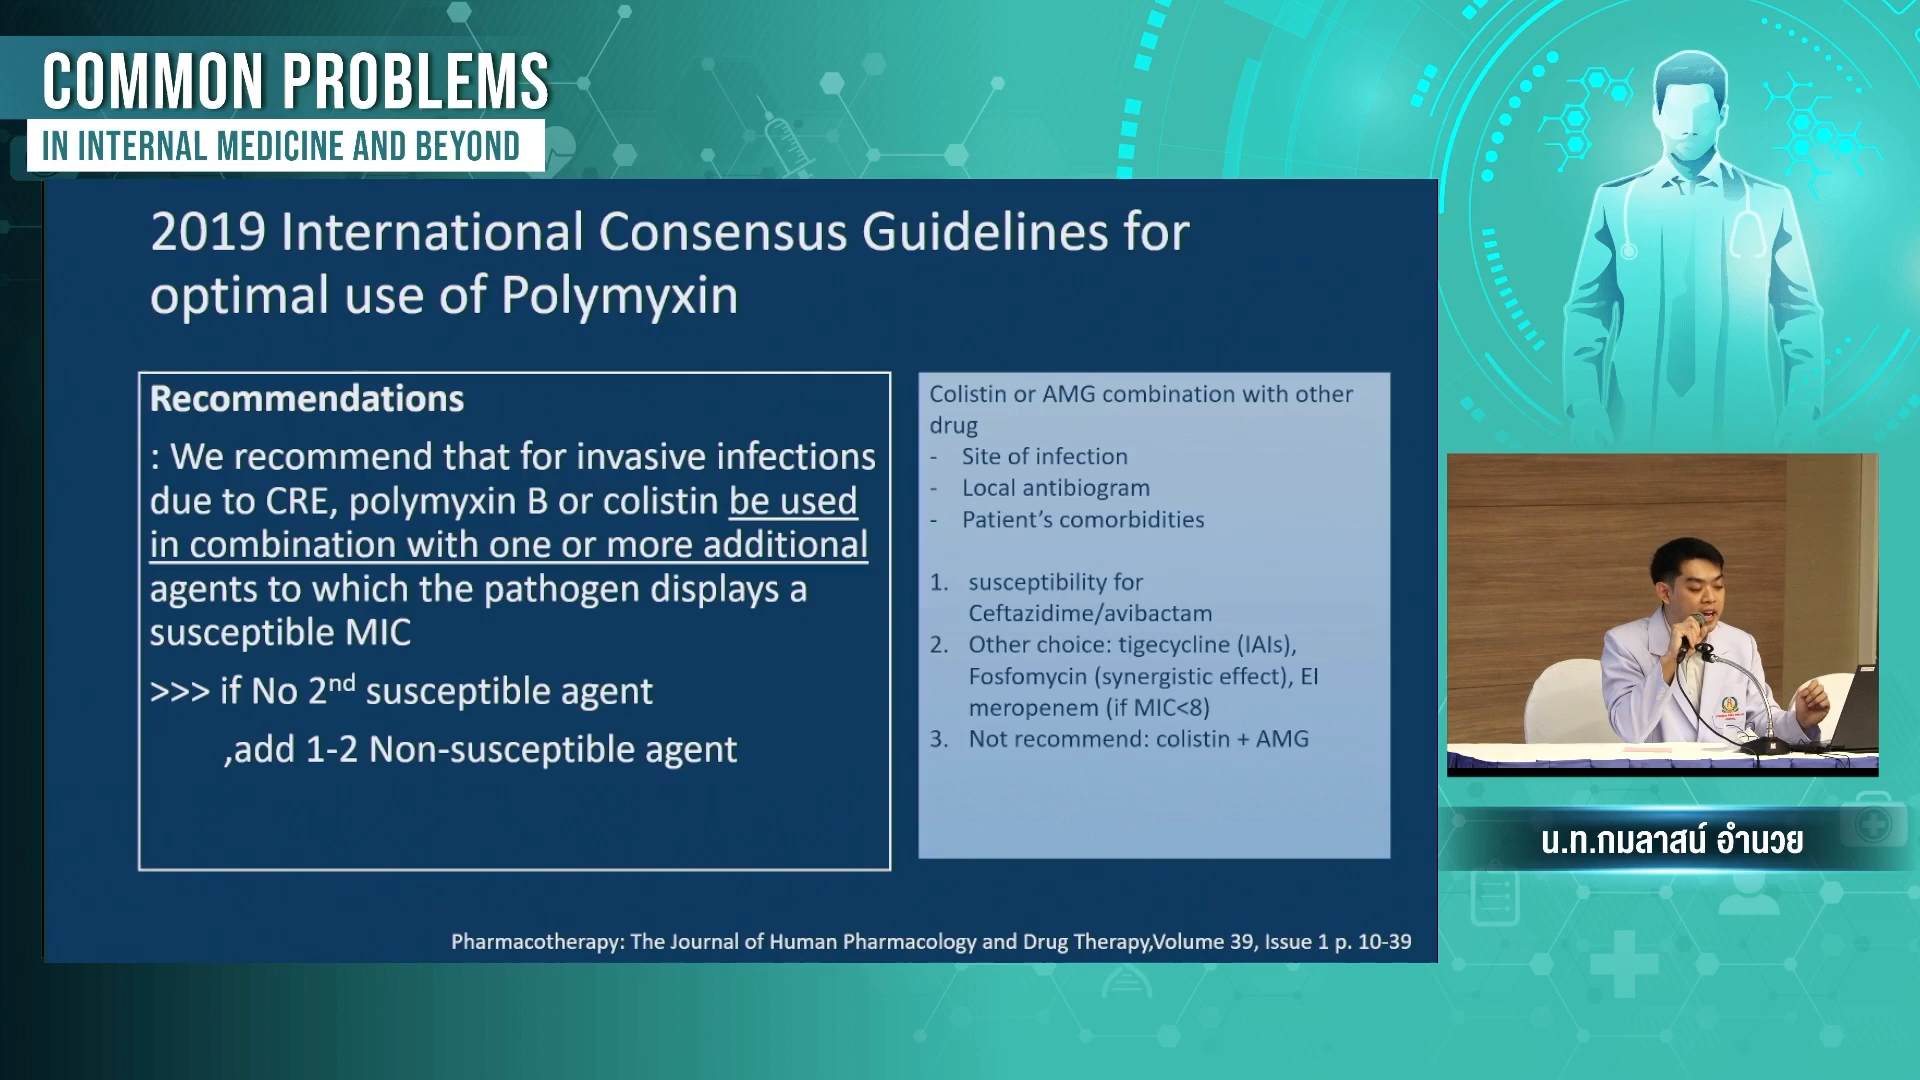 COMMON PROBLEMS
IN INTERNAL MEDICINE AND BEYOND
2019 International Consensus Guidelines for
optimal use of Polymyxin
Recommendations
: We recommend that for invasive infections
due to CRE, polymyxin B or colistin be used
in combination with one or more additional
agents to which the pathogen displays a
susceptible MIC
>>> if No 2nd susceptible agent
,add 1-2 Non-susceptible agent
Colistin or AMG combination with other
drug
- Site of infection
- Local antibiogram
- Patient’s comorbidities
1. susceptibility for
Ceftazidime/avibactam
2. Other choice: tigecycline (IAIs),
Fosfomycin (synergistic effect), EI
meropenem (if MIC<8)
3. Not recommend: colistin + AMG
Pharmacotherapy: The Journal of Human Pharmacology and Drug Therapy,Volume 39, Issue 1 p. 10-39
น.ท.กมลาสน์ อำนวย